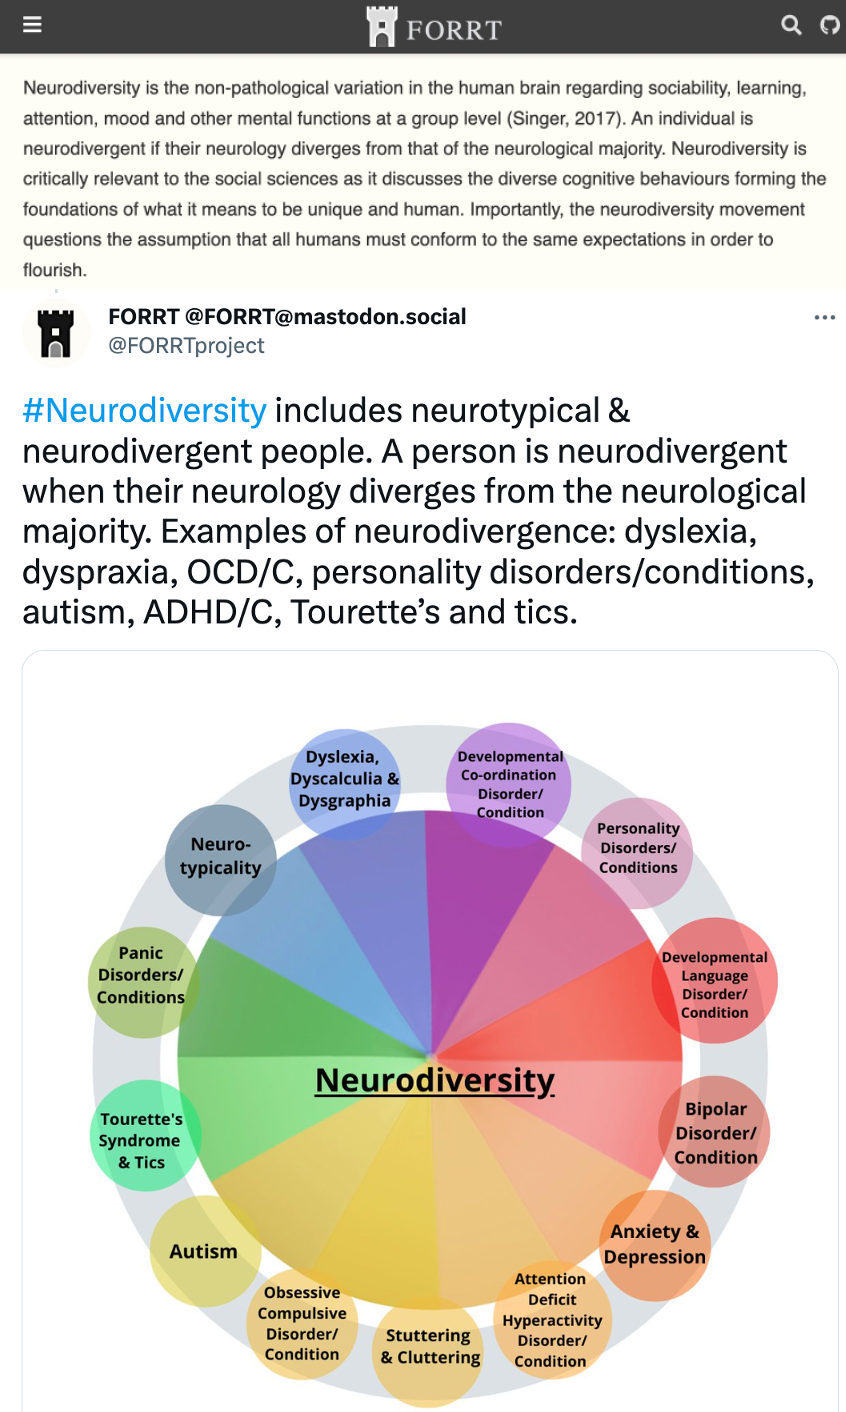 FORRT
Neurodiversity is the non-pathological variation in the human brain regarding sociability, learning,
attention, mood and other mental functions at a group level (Singer, 2017). An individual is
neurodivergent if their neurology diverges from that of the neurological majority. Neurodiversity is
critically relevant to the social sciences as it discusses the diverse cognitive behaviours forming the
foundations of what it means to be unique and human. Importantly, the neurodiversity movement
questions the assumption that all humans must conform to the same expectations in order to
flourish.
FORRT @FORRT@mastodon.social
@FORRTproject
#Neurodiversity includes neurotypical &
neurodivergent people. A person is neurodivergent
when their neurology diverges from the neurological
majority. Examples of neurodivergence: dyslexia,
dyspraxia, OCD/C, personality disorders/conditions,
autism, ADHD/C, Tourette's and tics.
Dyslexia,
Dyscalculia &
Dysgraphia
Developmental
Co-ordination
Disorder/
Condition
Personality
Disorders/
Conditions
Developmental
Language
Disorder/
Condition
Bipolar
Disorder/
Condition
Anxiety &
Depression
Attention
Deficit
Hyperactivity
Disorder/
Condition
Stuttering
& Cluttering
Obsessive
Compulsive
Disorder/
Condition
Autism
Tourette's
Syndrome
& Tics
Panic
Disorders/
Conditions
Neuro-
typicality
Neurodiversity